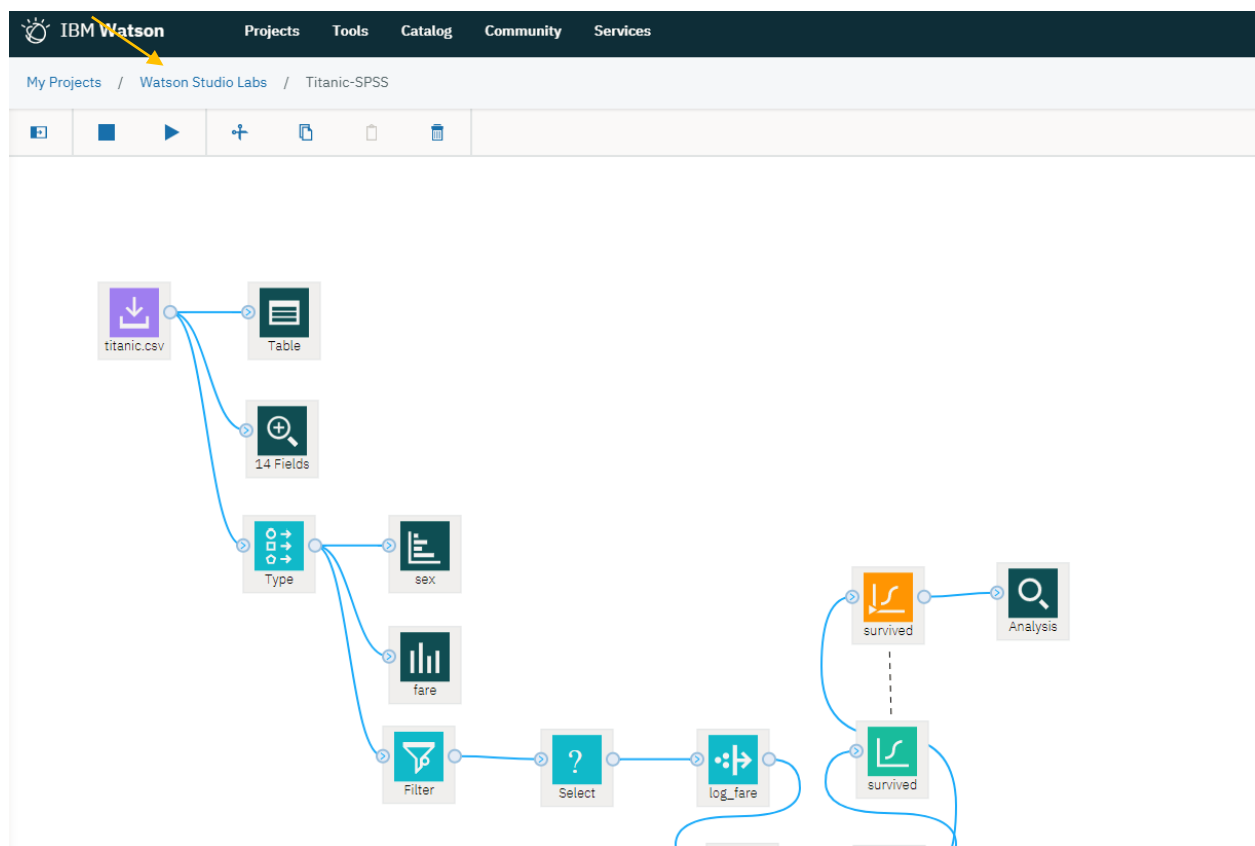 IBM Watson Projects Tools Catalog Community Services
My Projects / Watson Studio Labs / Titanic-SPSS
titanic.csv
Table
14 Fields
Type
sex
survived
Analysis
fare
Filter
?
Select
log_fare
survived